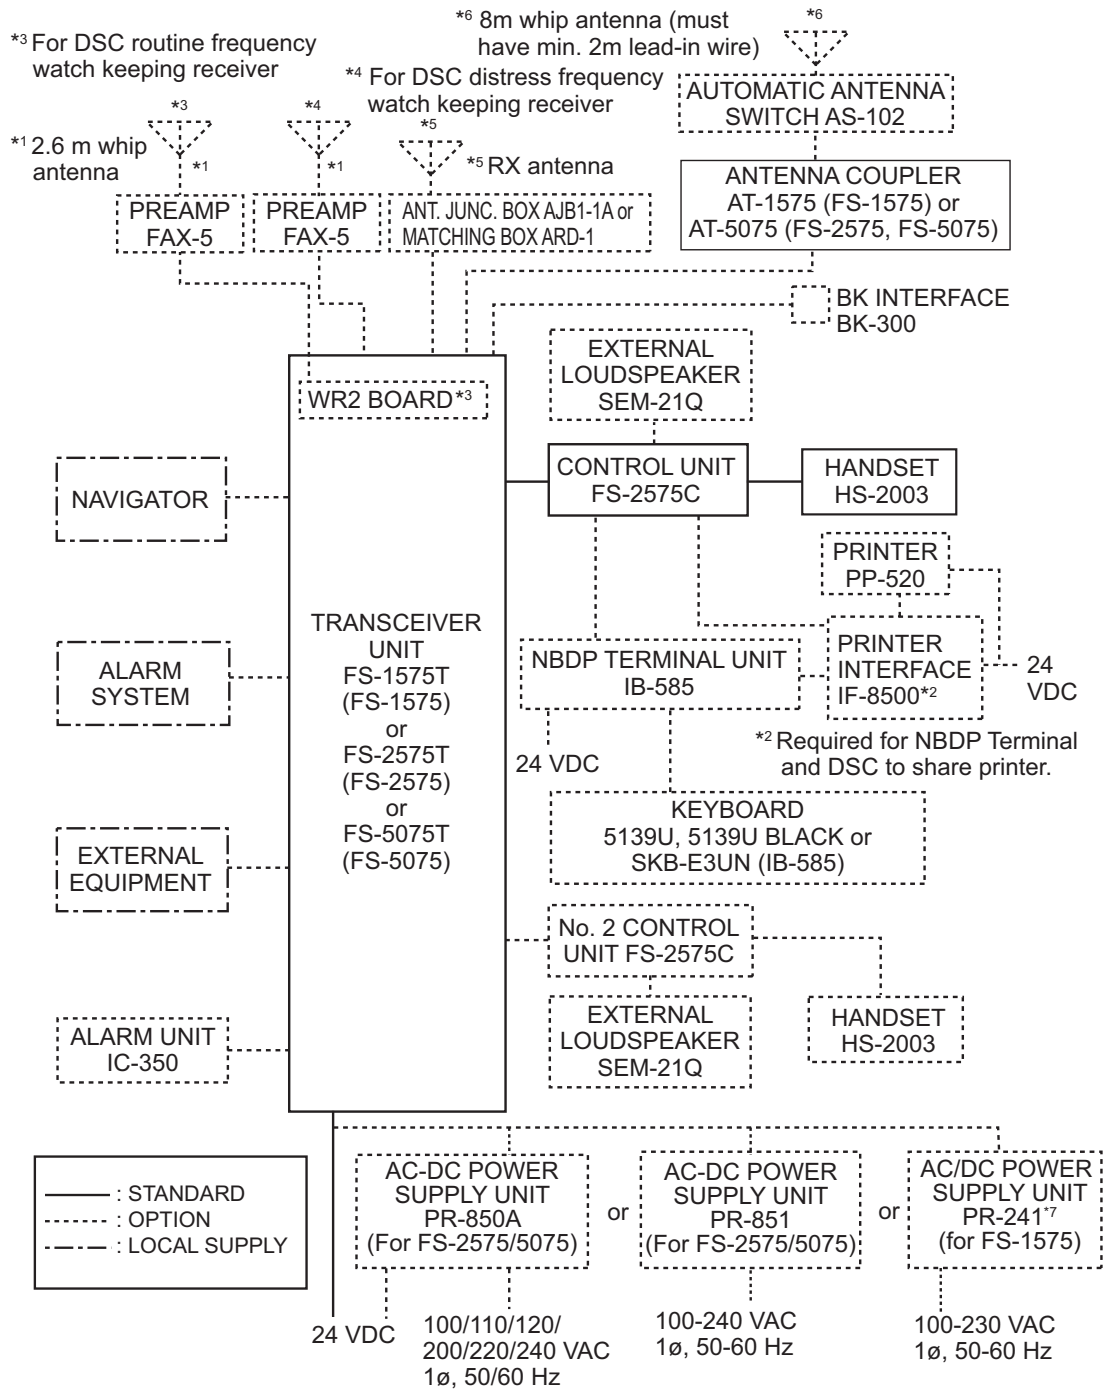 *6 8m whip antenna (must
have min. 2m lead-in wire)
*6
*3 For DSC routine frequency
watch keeping receiver
*4 For DSC distress frequency
watch keeping receiver
AUTOMATIC ANTENNA
SWITCH AS-102
*3
*4
*5
*1 2.6 m whip
antenna
*1
*1
*5 RX antenna
PREAMP
FAX-5
PREAMP
FAX-5
ANT. JUNC. BOX AJB1-1A or
MATCHING BOX ARD-1
ANTENNA COUPLER
AT-1575 (FS-1575) or
AT-5075 (FS-2575, FS-5075)
BK INTERFACE
BK-300
EXTERNAL
LOUDSPEAKER
SEM-21Q
WR2 BOARD*3
CONTROL UNIT
FS-2575C
HANDSET
HS-2003
NAVIGATOR
PRINTER
PP-520
TRANSCEIVER
UNIT
FS-1575T
(FS-1575)
or
FS-2575T
(FS-2575)
or
FS-5075T
(FS-5075)
ALARM
SYSTEM
NBDP TERMINAL UNIT
IB-585
PRINTER
INTERFACE
IF-8500*2
24
VDC
24 VDC
*2 Required for NBDP Terminal
and DSC to share printer.
KEYBOARD
5139U, 5139U BLACK or
SKB-E3UN (IB-585)
EXTERNAL
EQUIPMENT
No. 2 CONTROL
UNIT FS-2575C
EXTERNAL
LOUDSPEAKER
SEM-21Q
HANDSET
HS-2003
ALARM UNIT
IC-350
: STANDARD
: OPTION
: LOCAL SUPPLY
AC-DC POWER
SUPPLY UNIT
PR-850A
(For FS-2575/5075)
or
AC-DC POWER
SUPPLY UNIT
PR-851
(For FS-2575/5075)
or
AC/DC POWER
SUPPLY UNIT
PR-241*7
(for FS-1575)
24 VDC
100/110/120/
200/220/240 VAC
1ø, 50/60 Hz
100-240 VAC
1ø, 50-60 Hz
100-230 VAC
1ø, 50-60 Hz